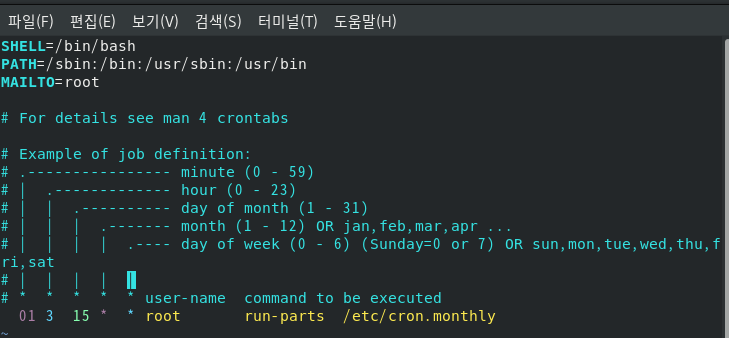 파일(F) 편집(E) 보기(V) 검색(S) 터미널(T) 도움말(H)
SHELL=/bin/bash
PATH=/sbin:/bin:/usr/sbin:/usr/bin
MAILTO=root

# For details see man 4 crontabs

# Example of job definition:
# .---------------- minute (0 - 59)
# |  .------------- hour (0 - 23)
# |  |  .---------- day of month (1 - 31)
# |  |  |  .------- month (1 - 12) OR jan,feb,mar,apr ...
# |  |  |  |  .---- day of week (0 - 6) (Sunday=0 or 7) OR sun,mon,tue,wed,thu,f
ri,sat
# |  |  |  |  |
# *  *  *  *  * user-name  command to be executed
  01 3  15 *  * root       run-parts  /etc/cron.monthly
~